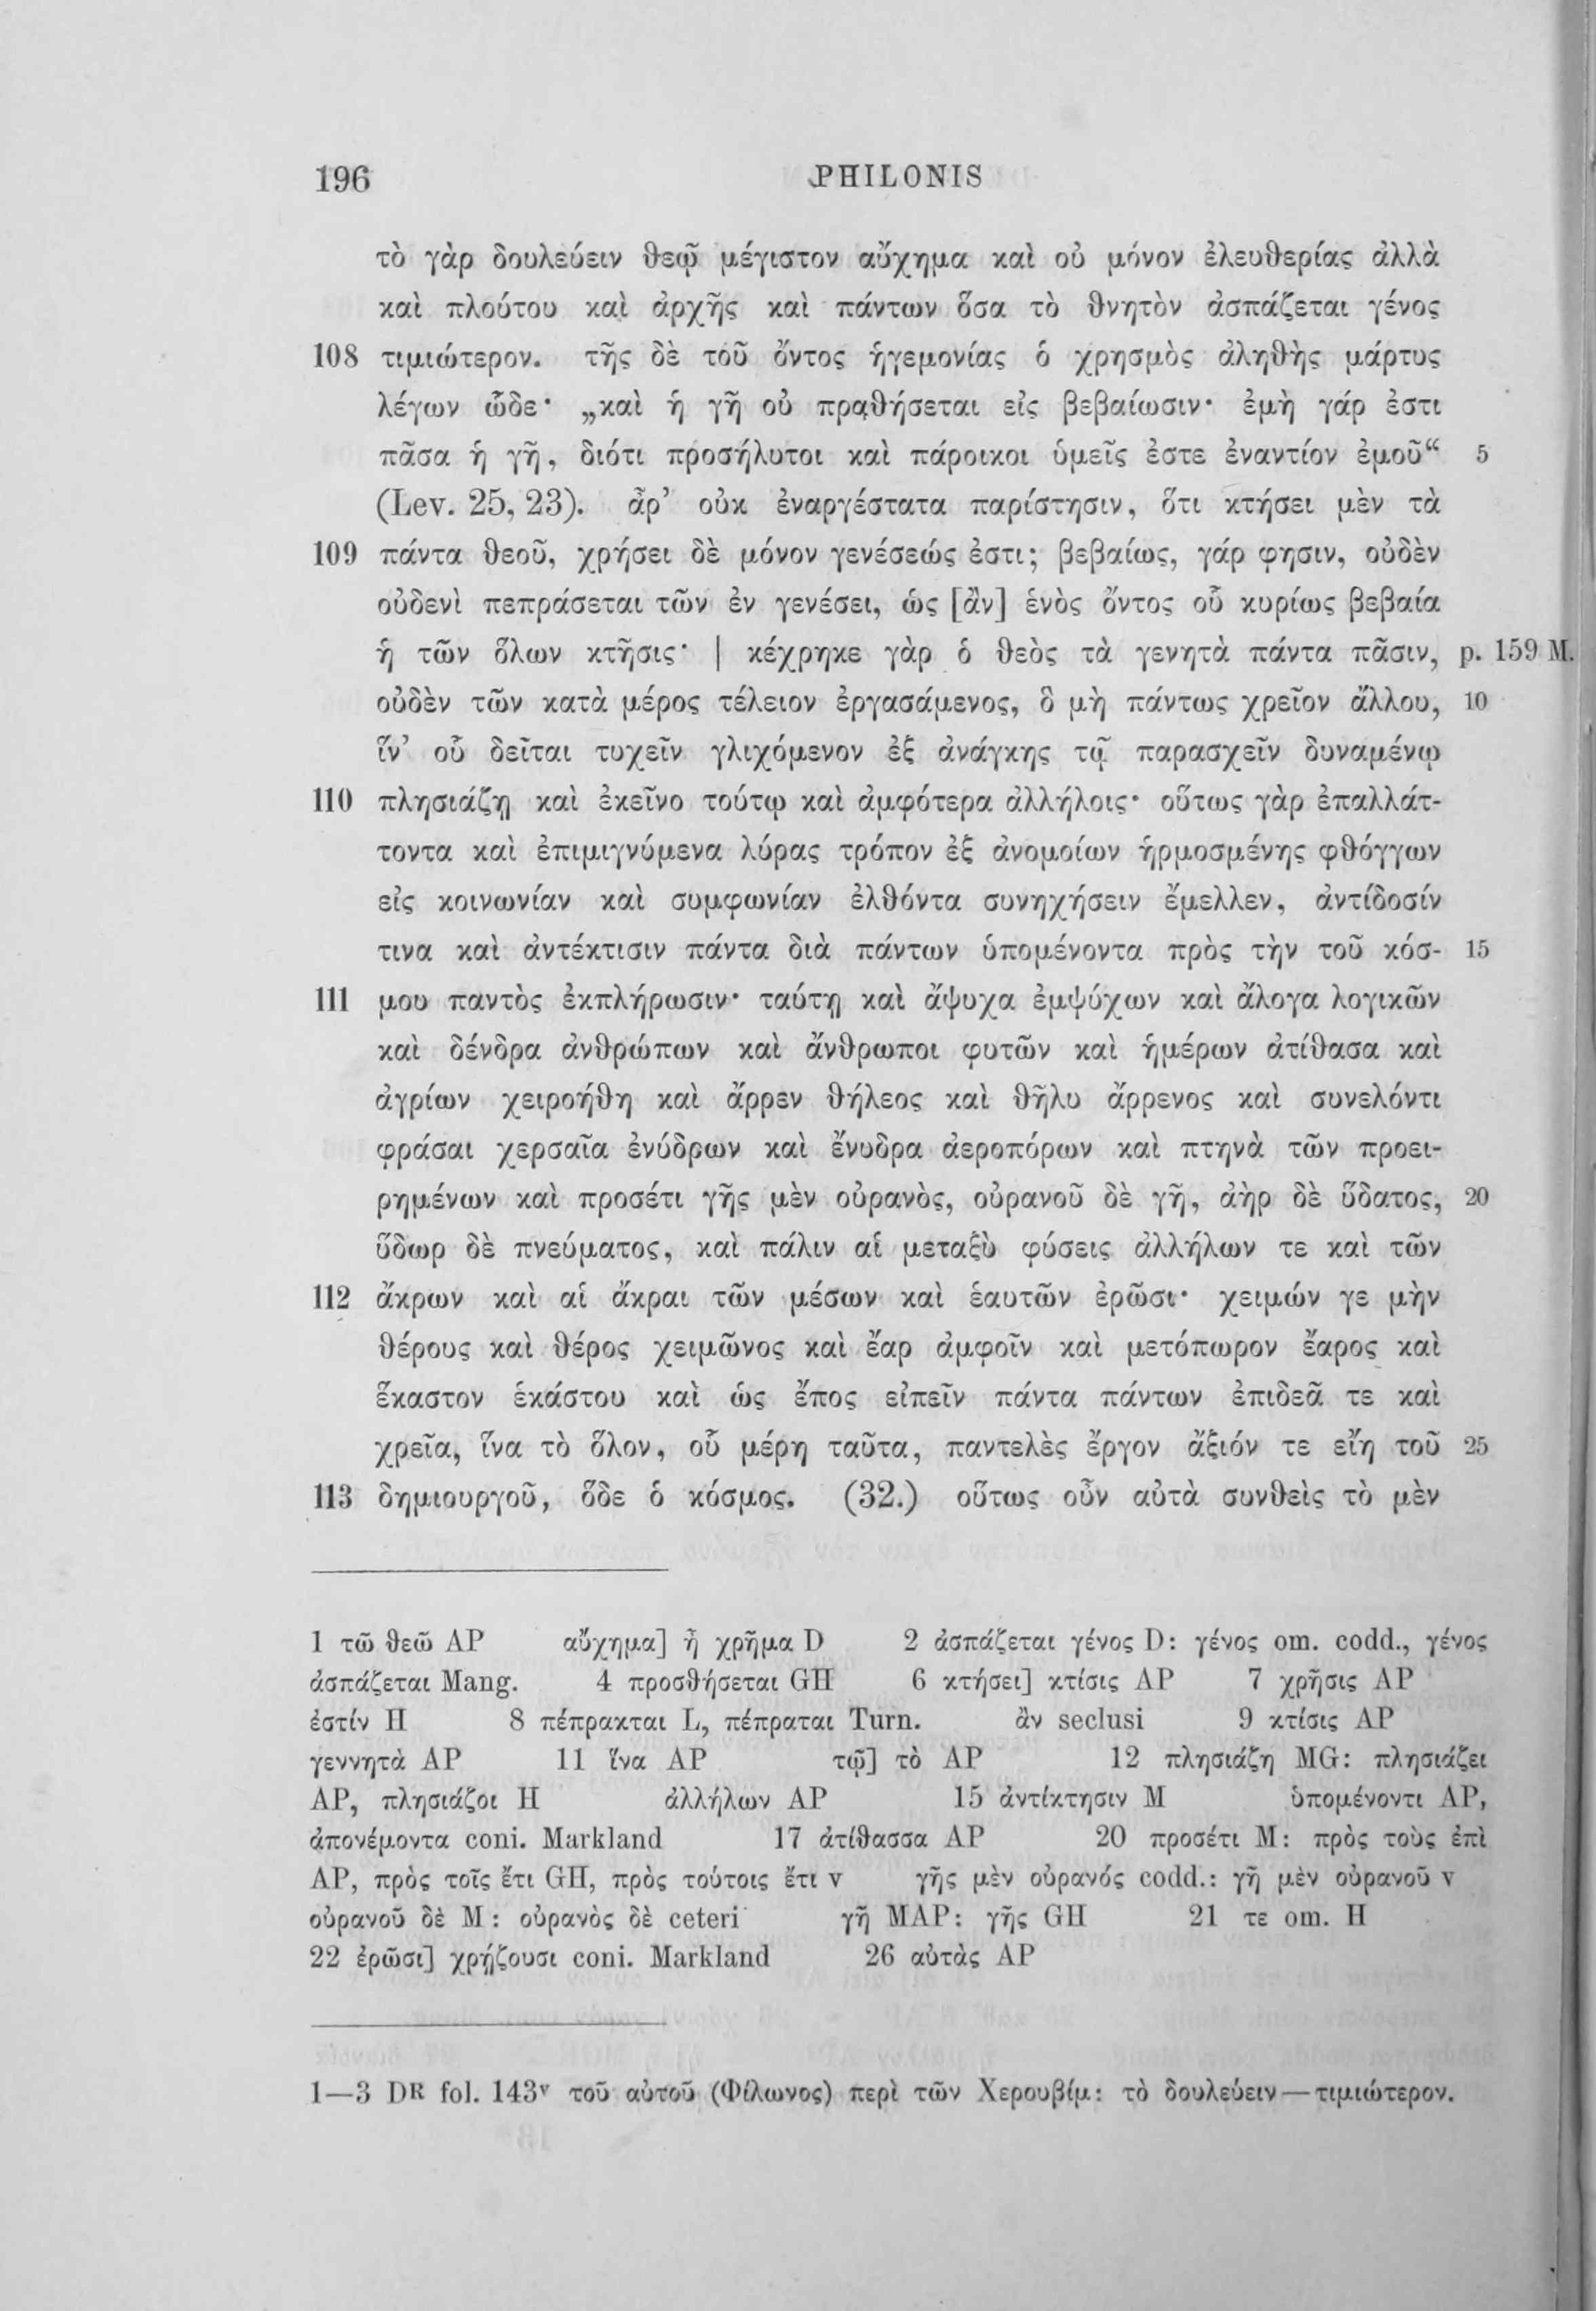 196 PHILONIS
τὸ γὰρ δουλεύειν θεῷ μέγιστον αὔχημα καὶ οὐ μόνον ἐλευθερίας ἀλλὰ
καὶ πλούτου καὶ ἀρχῆς καὶ πάντων ὅσα τὸ θνητὸν ἀσπάζεται γένος
108 τιμιώτερον. τῆς δὲ τοῦ ὄντος ἡγεμονίας ὁ χρησμὸς ἀληθὴς μάρτυς
λέγων ὧδε· „καὶ ἡ γῆ οὐ πραθήσεται εἰς βεβαίωσιν· ἐμὴ γάρ ἐστι
πᾶσα ἡ γῆ, διότι προσήλυτοι καὶ πάροικοι ὑμεῖς ἐστε ἐναντίον ἐμοῦ“ 5
(Lev. 25, 23). ἆρ’ οὐκ ἐναργέστατα παρίστησιν, ὅτι κτήσει μὲν τὰ
109 πάντα θεοῦ, χρήσει δὲ μόνον γενέσεώς ἐστι; βεβαίως, γάρ φησιν, οὐδὲν
οὐδενὶ πεπράσεται τῶν ἐν γενέσει, ὡς [ἂν] ἑνὸς ὄντος οὗ κυρίως βεβαία
ἡ τῶν ὅλων κτῆσις· | κέχρηκε γὰρ ὁ θεὸς τὰ γενητὰ πάντα πᾶσιν, p. 159 M.
οὐδὲν τῶν κατὰ μέρος τέλειον ἐργασάμενος, ὃ μὴ πάντως χρεῖον ἄλλου, 10
ἵν’ οὗ δεῖται τυχεῖν γλιχόμενον ἐξ ἀνάγκης τῷ παρασχεῖν δυναμένῳ
110 πλησιάζῃ καὶ ἐκεῖνο τούτῳ καὶ ἀμφότερα ἀλλήλοις· οὕτως γὰρ ἐπαλλάτ-
τοντα καὶ ἐπιμιγνύμενα λύρας τρόπον ἐξ ἀνομοίων ἡρμοσμένης φθόγγων
εἰς κοινωνίαν καὶ συμφωνίαν ἐλθόντα συνηχήσειν ἔμελλεν, ἀντίδοσίν
τινα καὶ ἀντέκτισιν πάντα διὰ πάντων ὑπομένοντα πρὸς τὴν τοῦ κόσ- 15
111 μου παντὸς ἐκπλήρωσιν· ταύτῃ καὶ ἄψυχα ἐμψύχων καὶ ἄλογα λογικῶν
καὶ δένδρα ἀνθρώπων καὶ ἄνθρωποι φυτῶν καὶ ἡμέρων ἀτίθασα καὶ
ἀγρίων χειροήθη καὶ ἄρρεν θήλεος καὶ θῆλυ ἄρρενος καὶ συνελόντι
φράσαι χερσαῖα ἐνύδρων καὶ ἔνυδρα ἀεροπόρων καὶ πτηνὰ τῶν προει-
ρημένων καὶ προσέτι γῆς μὲν οὐρανὸς, οὐρανοῦ δὲ γῆ, ἀὴρ δὲ ὕδατος, 20
ὕδωρ δὲ πνεύματος, καὶ πάλιν αἱ μεταξὺ φύσεις ἀλλήλων τε καὶ τῶν
112 ἄκρων καὶ αἱ ἄκραι τῶν μέσων καὶ ἑαυτῶν ἐρῶσι· χειμών γε μὴν
θέρους καὶ θέρος χειμῶνος καὶ ἔαρ ἀμφοῖν καὶ μετόπωρον ἔαρος καὶ
ἕκαστον ἑκάστου καὶ ὡς ἔπος εἰπεῖν πάντα πάντων ἐπιδεᾶ τε καὶ
χρεῖα, ἵνα τὸ ὅλον, οὗ μέρη ταῦτα, παντελὲς ἔργον ἄξιόν τε εἴη τοῦ 25
113 δημιουργοῦ, ὅδε ὁ κόσμος. (32.) οὕτως οὖν αὐτὰ συνθεὶς τὸ μὲν
1 τῶ θεῶ AP αὔχημα] ἢ χρῆμα D 2 ἀσπάζεται γένος D: γένος om. codd., γένος
ἀσπάζεται Mang. 4 προσθήσεται GH 6 κτήσει] κτίσις AP 7 χρῆσις AP
ἐστίν H 8 πέπρακται L, πέπραται Turn. ἂν seclusi 9 κτίσις AP
γεννητὰ AP 11 ἵνα AP τῷ] τὸ AP 12 πλησιάζη MG: πλησιάζει
AP, πλησιάζοι H ἀλλήλων AP 15 ἀντίκτησιν M ὑπομένοντι AP,
ἀπονέμοντα coni. Markland 17 ἀτίθασσα AP 20 προσέτι M: πρὸς τοὺς ἐπὶ
AP, πρὸς τοῖς ἔτι GH, πρὸς τούτοις ἔτι v γῆς μὲν οὐρανός codd.: γῆ μὲν οὐρανοῦ v
οὐρανοῦ δὲ M: οὐρανὸς δὲ ceteri γῆ MAP: γῆς GH 21 τε om. H
22 ἐρῶσι] χρῄζουσι coni. Markland 26 αὐτὰς AP
1—3 DR fol. 143v τοῦ αὐτοῦ (Φίλωνος) περὶ τῶν Χερουβίμ: τὸ δουλεύειν — τιμιώτερον.